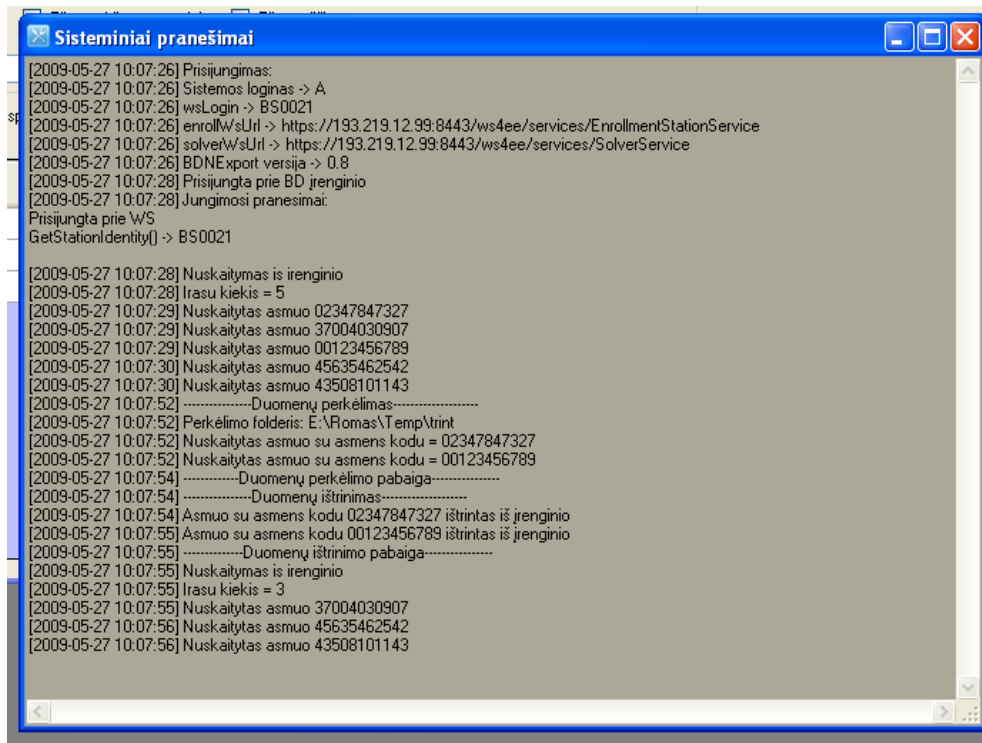 Sisteminiai pranešimai
[2009-05-27 10:07:26] Prisijungimas:
[2009-05-27 10:07:26] Sistemos loginas -> A
[2009-05-27 10:07:26] wsLogin -> BS0021
[2009-05-27 10:07:26] enrollWsUrl -> https://193.219.12.99:8443/ws4ee/services/EnrollmentStationService
[2009-05-27 10:07:26] solverWsUrl -> https://193.219.12.99:8443/ws4ee/services/SolverService
[2009-05-27 10:07:26] BDNExport versija -> 0.8
[2009-05-27 10:07:28] Prisijungta prie BD įrenginio
[2009-05-27 10:07:28] Jungimosi pranesimai:
Prisijungta prie WS
GetStationIdentity() -> BS0021
[2009-05-27 10:07:28] Nuskaitymas is irenginio
[2009-05-27 10:07:28] Irasu kiekis = 5
[2009-05-27 10:07:29] Nuskaitytas asmuo 02347847327
[2009-05-27 10:07:29] Nuskaitytas asmuo 37004030907
[2009-05-27 10:07:29] Nuskaitytas asmuo 00123456789
[2009-05-27 10:07:30] Nuskaitytas asmuo 45635462542
[2009-05-27 10:07:30] Nuskaitytas asmuo 43508101143
[2009-05-27 10:07:52] ---------------Duomenų perkėlimas-------------------
[2009-05-27 10:07:52] Perkėlimo folderis: E:\Romas\Temp\trint
[2009-05-27 10:07:52] Nuskaitytas asmuo su asmens kodu = 02347847327
[2009-05-27 10:07:52] Nuskaitytas asmuo su asmens kodu = 00123456789
[2009-05-27 10:07:54] ------------Duomenų perkėlimo pabaiga---------------
[2009-05-27 10:07:54] ---------------Duomenų ištrinimas-------------------
[2009-05-27 10:07:54] Asmuo su asmens kodu 02347847327 ištrintas iš įrenginio
[2009-05-27 10:07:55] Asmuo su asmens kodu 00123456789 ištrintas iš įrenginio
[2009-05-27 10:07:55] -------------Duomenų ištrinimo pabaiga---------------
[2009-05-27 10:07:55] Nuskaitymas is irenginio
[2009-05-27 10:07:55] Irasu kiekis = 3
[2009-05-27 10:07:55] Nuskaitytas asmuo 37004030907
[2009-05-27 10:07:56] Nuskaitytas asmuo 45635462542
[2009-05-27 10:07:56] Nuskaitytas asmuo 43508101143